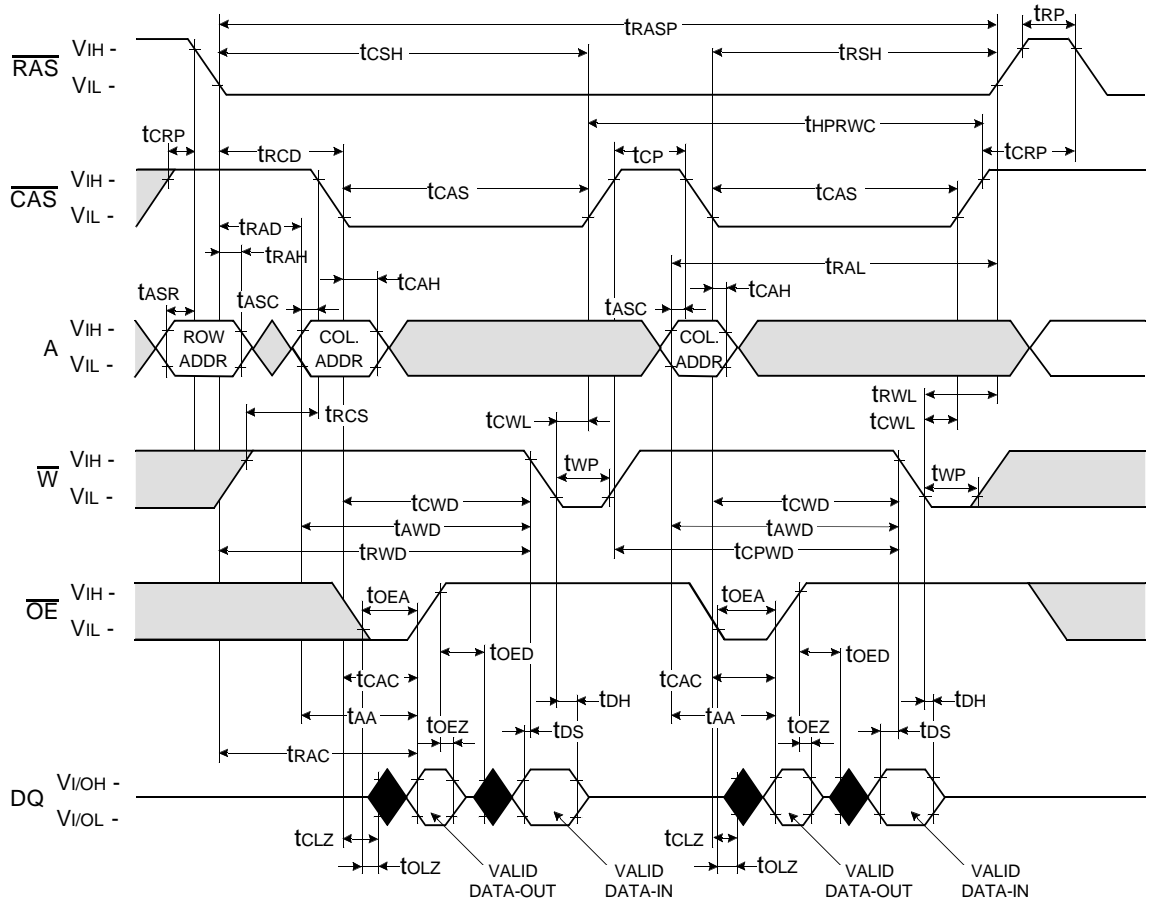 tRASP
tRP
RAS
VIH -
VIL -
tCSH
tRSH
tHPRWC
tCRP
tRCD
tCP
tCRP
CAS
VIH -
VIL -
tCAS
tCAS
tRAD
tRAH
tRAL
tASR
tASC
tCAH
tASC
tCAH
A
VIH -
VIL -
ROW
ADDR
COL.
ADDR
COL.
ADDR
tRCS
tCWL
tRWL
tCWL
W
VIH -
VIL -
tWP
tWP
tCWD
tCWD
tAWD
tAWD
tRWD
tCPWD
OE
VIH -
VIL -
tOEA
tOEA
tOED
tOED
tCAC
tCAC
tDH
tDH
tAA
tOEZ
tDS
tAA
tOEZ
tDS
tRAC
DQ
VI/OH -
VI/OL -
tCLZ
tCLZ
tOLZ
tOLZ
VALID
DATA-OUT
VALID
DATA-IN
VALID
DATA-OUT
VALID
DATA-IN